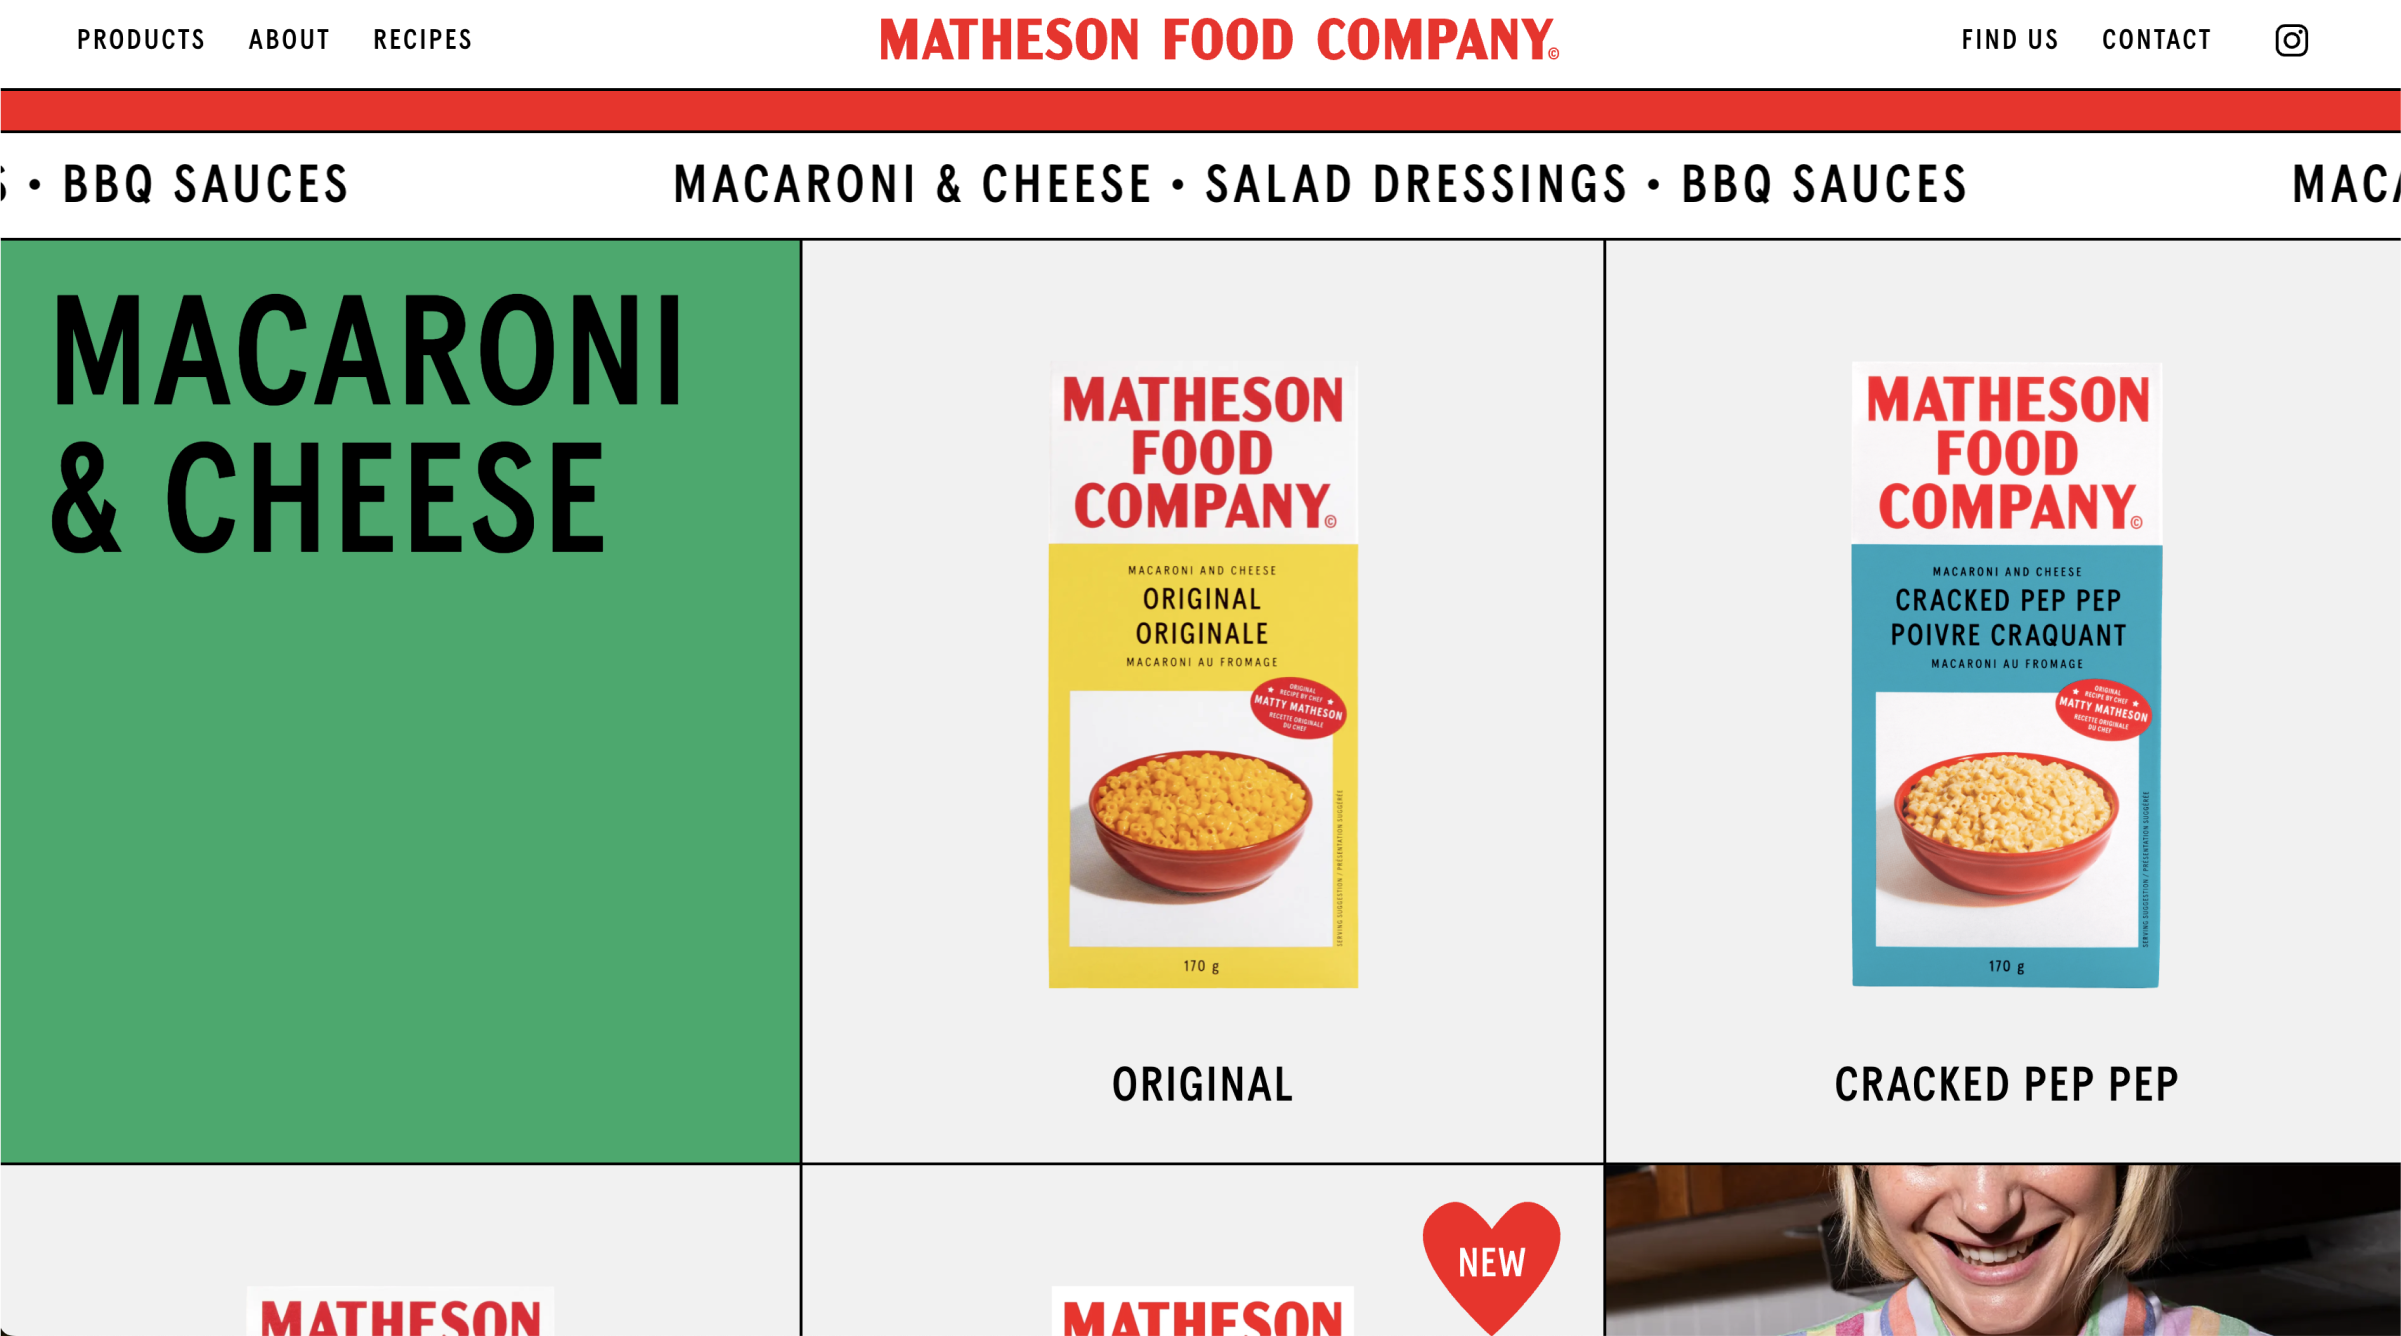 PRODUCTS ABOUT RECIPES MATHESON FOOD COMPANY© FIND US CONTACT
• BBQ SAUCES MACARONI & CHEESE • SALAD DRESSINGS • BBQ SAUCES
MACARONI
& CHEESE
MATHESON
FOOD
COMPANY©
MACARONI AND CHEESE
ORIGINAL
ORIGINALE
MACARONI AU FROMAGE
ORIGINAL
RECIPE BY CHEF
MATTY MATHESON
RECETTE ORIGINALE
DU CHEF
SERVING SUGGESTION / PRÉSENTATION SUGGÉRÉE
170 g
ORIGINAL
MATHESON
FOOD
COMPANY©
MACARONI AND CHEESE
CRACKED PEP PEP
POIVRE CRAQUANT
MACARONI AU FROMAGE
ORIGINAL
RECIPE BY CHEF
MATTY MATHESON
RECETTE ORIGINALE
DU CHEF
SERVING SUGGESTION / PRÉSENTATION SUGGÉRÉE
170 g
CRACKED PEP PEP
MATHESON
MATHESON
NEW